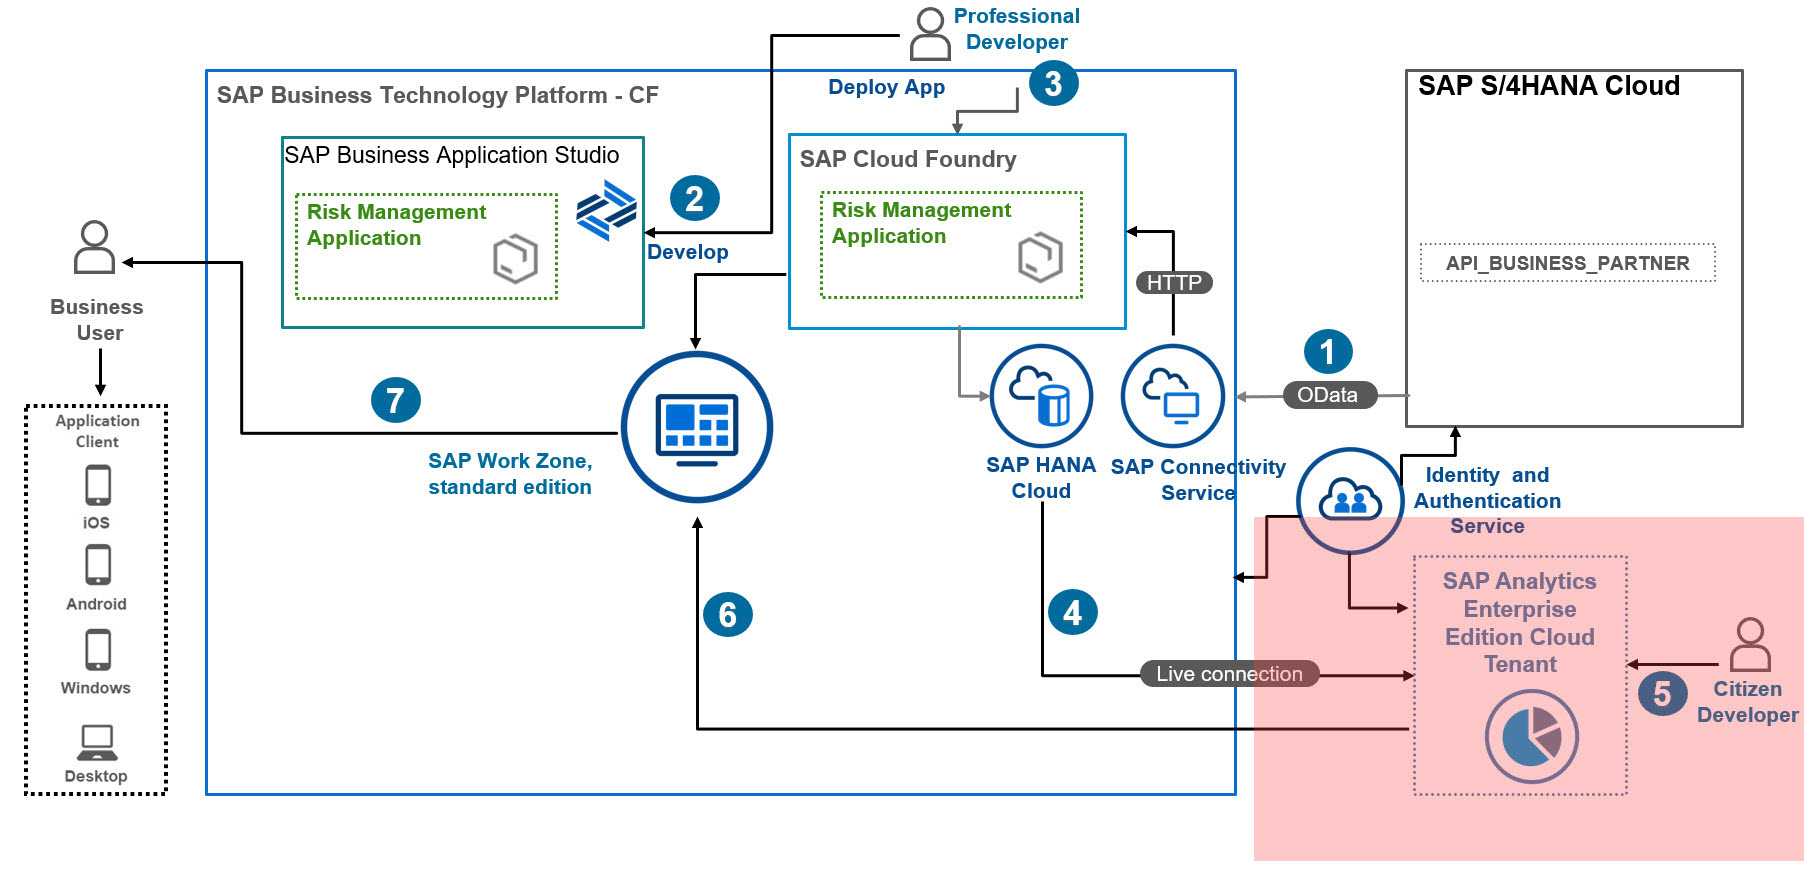 Professional
Developer
Deploy App
3
SAP Business Technology Platform - CF
SAP S/4HANA Cloud
SAP Business Application Studio
Risk Management
Application
2
Develop
SAP Cloud Foundry
Risk Management
Application
HTTP
API_BUSINESS_PARTNER
1
OData
Business
User
7
SAP Work Zone,
standard edition
SAP HANA
Cloud
SAP Connectivity
Service
Identity and
Authentication
Service
Application
Client
iOS
Android
Windows
Desktop
6
4
Live connection
SAP Analytics
Enterprise
Edition Cloud
Tenant
5
Citizen
Developer